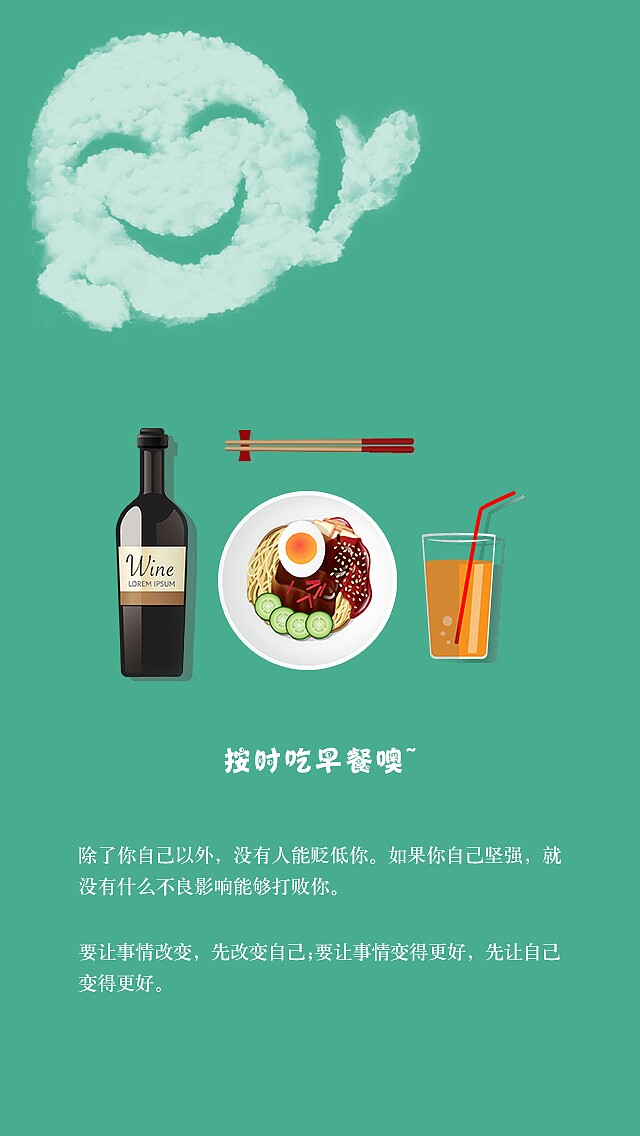 Wine
LOREM IPSUM
按时吃早餐噢~
除了你自己以外，没有人能贬低你。如果你自己坚强，就
没有什么不良影响能够打败你。
要让事情改变，先改变自己;要让事情变得更好，先让自己
变得更好。